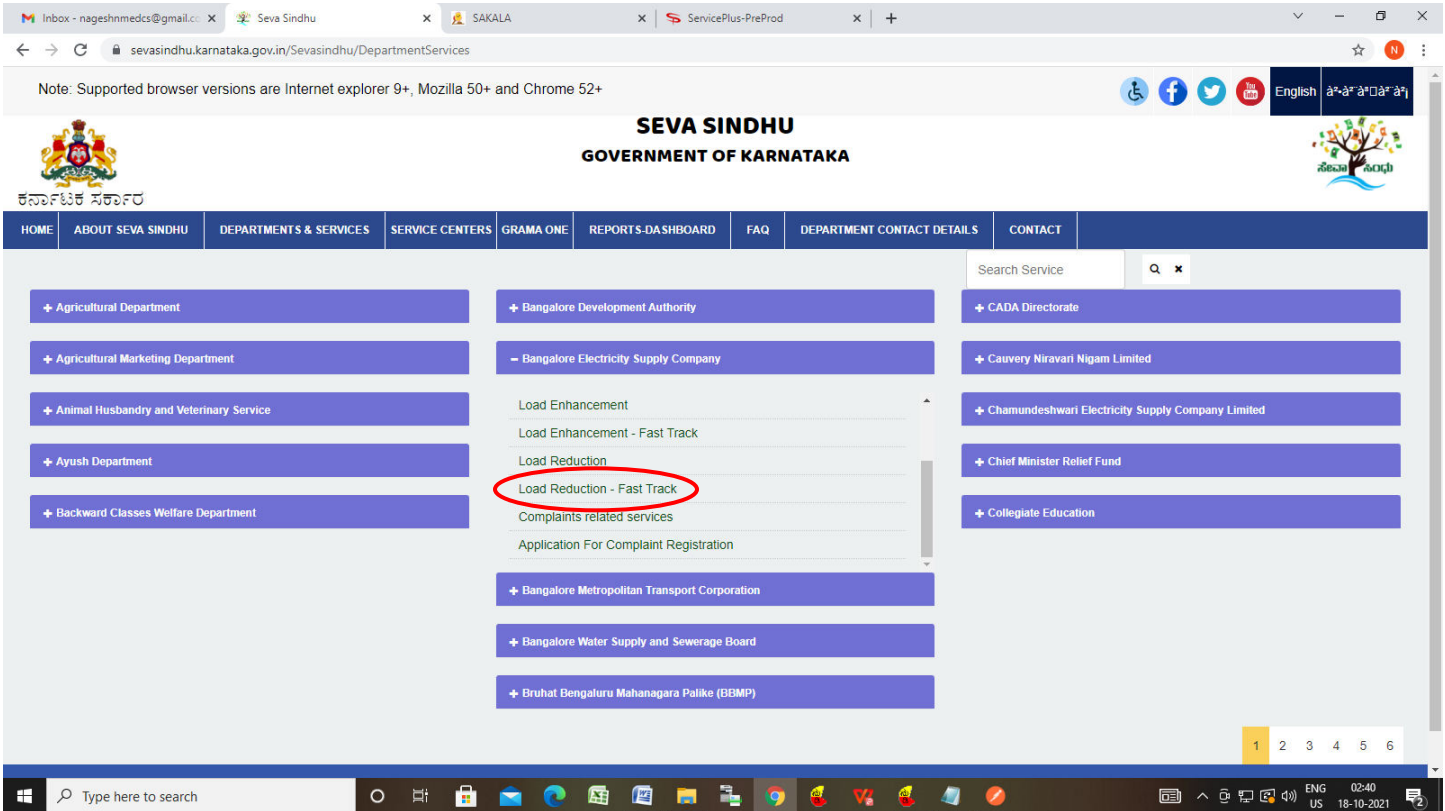 Inbox - nageshnmedcs@gmail.co
Seva Sindhu
SAKALA
ServicePlus-PreProd
sevasindhu.karnataka.gov.in/Sevasindhu/DepartmentServices
N
Note: Supported browser versions are Internet explorer 9+, Mozilla 50+ and Chrome 52+
You Tube
English
ಕರ್ನಾಟಕ ಸರ್ಕಾರ
SEVA SINDHU
GOVERNMENT OF KARNATAKA
ಸೇವಾ ಸಿಂಧು
HOME ABOUT SEVA SINDHU DEPARTMENTS & SERVICES SERVICE CENTERS GRAMA ONE REPORTS-DASHBOARD FAQ DEPARTMENT CONTACT DETAILS CONTACT
Search Service
+ Agricultural Department
+ Agricultural Marketing Department
+ Animal Husbandry and Veterinary Service
+ Ayush Department
+ Backward Classes Welfare Department
+ Bangalore Development Authority
− Bangalore Electricity Supply Company
Load Enhancement
Load Enhancement - Fast Track
Load Reduction
Load Reduction - Fast Track
Complaints related services
Application For Complaint Registration
+ Bangalore Metropolitan Transport Corporation
+ Bangalore Water Supply and Sewerage Board
+ Bruhat Bengaluru Mahanagara Palike (BBMP)
+ CADA Directorate
+ Cauvery Niravari Nigam Limited
+ Chamundeshwari Electricity Supply Company Limited
+ Chief Minister Relief Fund
+ Collegiate Education
1 2 3 4 5 6
Type here to search
ENG
US
02:40
18-10-2021
2